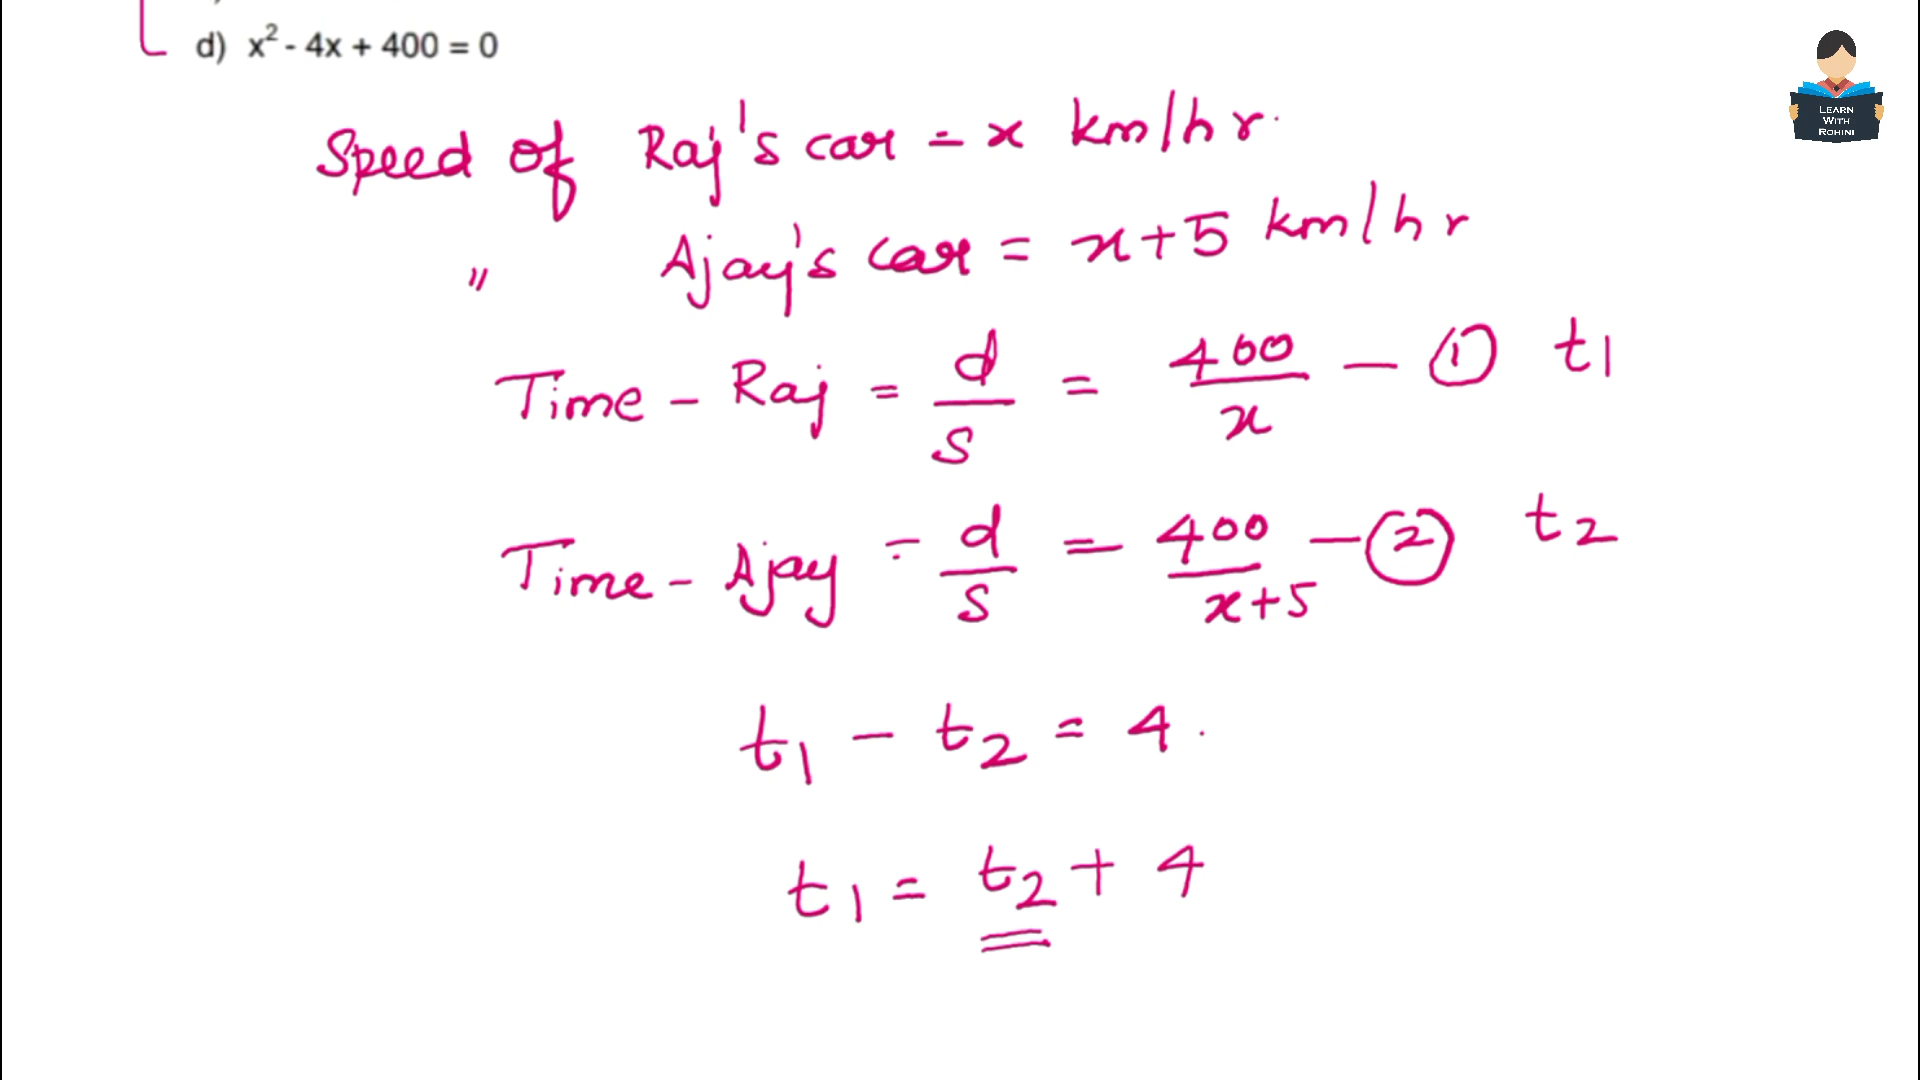 d) x² - 4x + 400 = 0
LEARN
WITH
ROHINI
Speed of Raj's car = x km/hr.
" Ajay's car = x+5 km/hr
Time - Raj = d/s = 400/x - ① t1
Time - Ajay = d/s = 400/x+5 - ② t2
t1 - t2 = 4.
t1 = t2 + 4